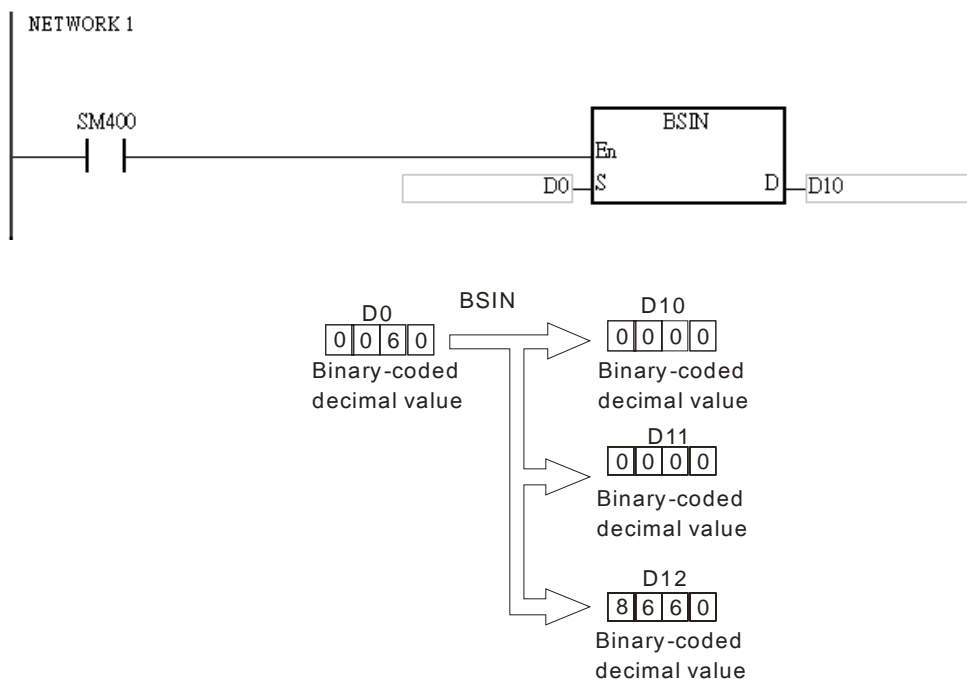 NETWORK 1
SM400
BSIN
En
D0 S D D10
BSIN
D0
0 0 6 0
Binary-coded
decimal value
D10
0 0 0 0
Binary-coded
decimal value
D11
0 0 0 0
Binary-coded
decimal value
D12
8 6 6 0
Binary-coded
decimal value